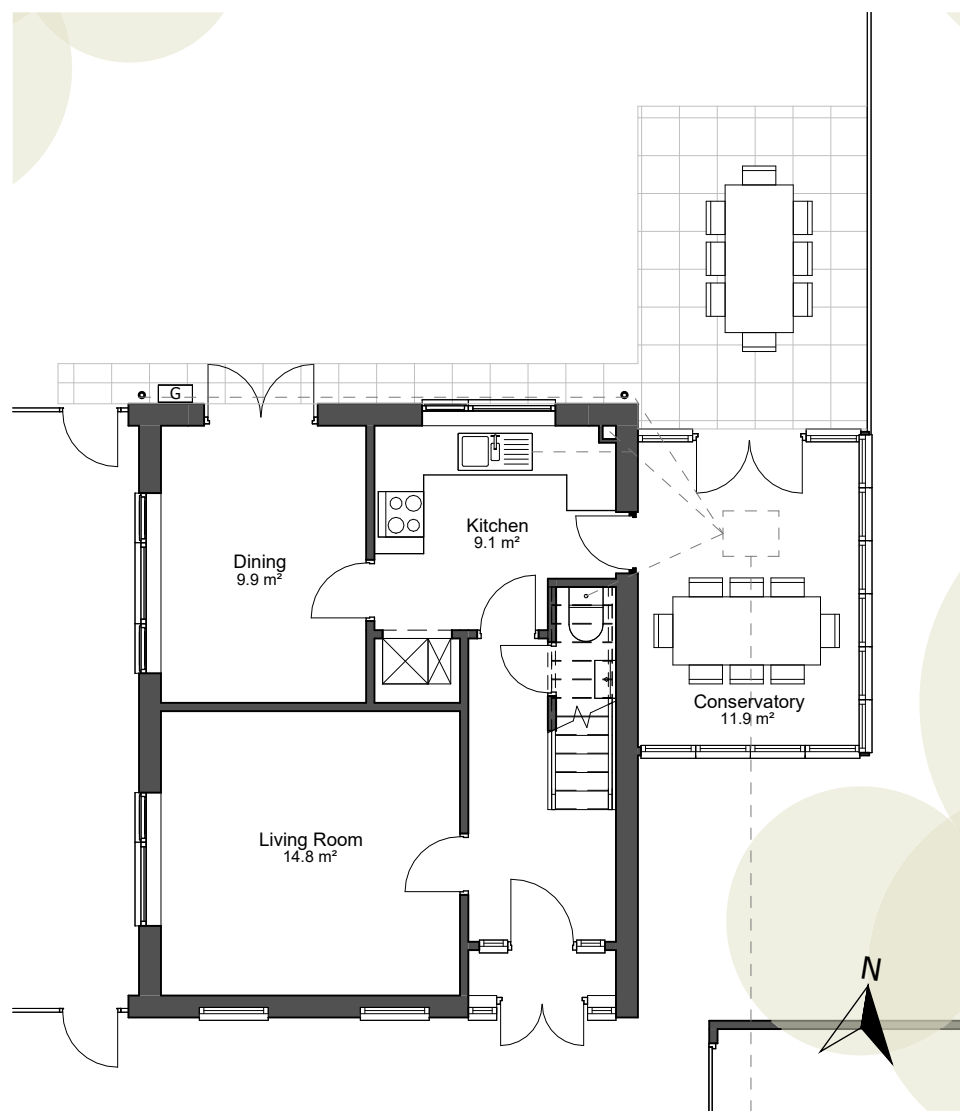 G
Kitchen
9.1 m²
Dining
9.9 m²
Conservatory
11.9 m²
Living Room
14.8 m²
N